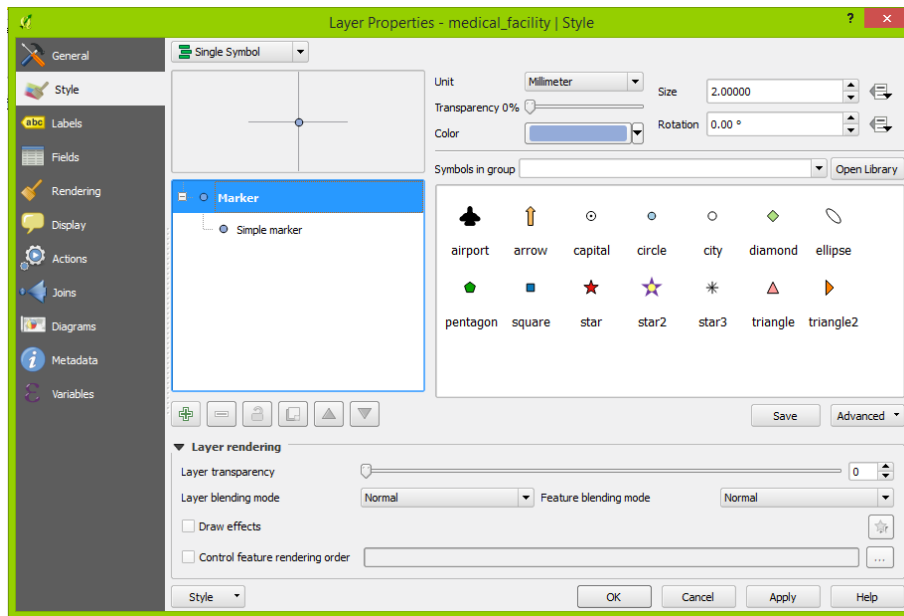 Layer Properties - medical_facility | Style
?
×
General
Style
abc Labels
Fields
Rendering
Display
Actions
Joins
Diagrams
Metadata
Variables
Single Symbol
Unit Millimeter
Size 2.00000
Transparency 0%
Color
Rotation 0.00 °
Symbols in group
Open Library
Marker
Simple marker
airport arrow capital circle city diamond ellipse
pentagon square star star2 star3 triangle triangle2
Save Advanced
Layer rendering
Layer transparency 0
Layer blending mode Normal Feature blending mode Normal
Draw effects
Control feature rendering order ...
Style OK Cancel Apply Help